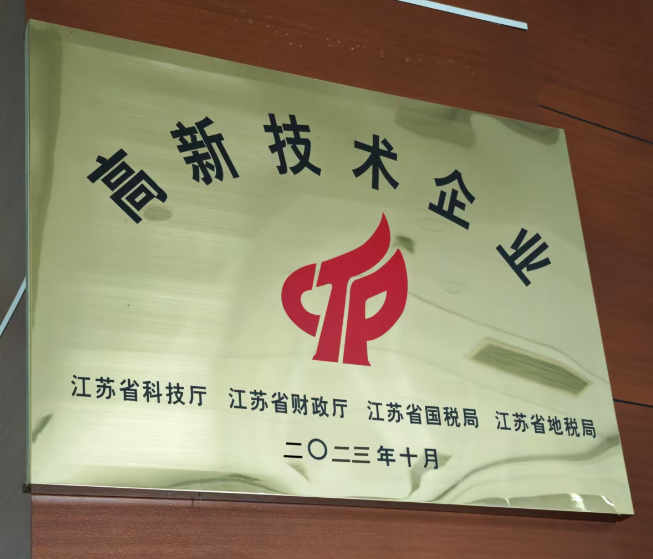 高新技术企业
CTP
江苏省科技厅 江苏省财政厅 江苏省国税局 江苏省地税局
二〇二三年十月